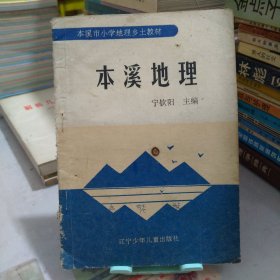 本溪市小学地理乡土教材
本溪地理
宁钦阳 主编
辽宁少年儿童出版社